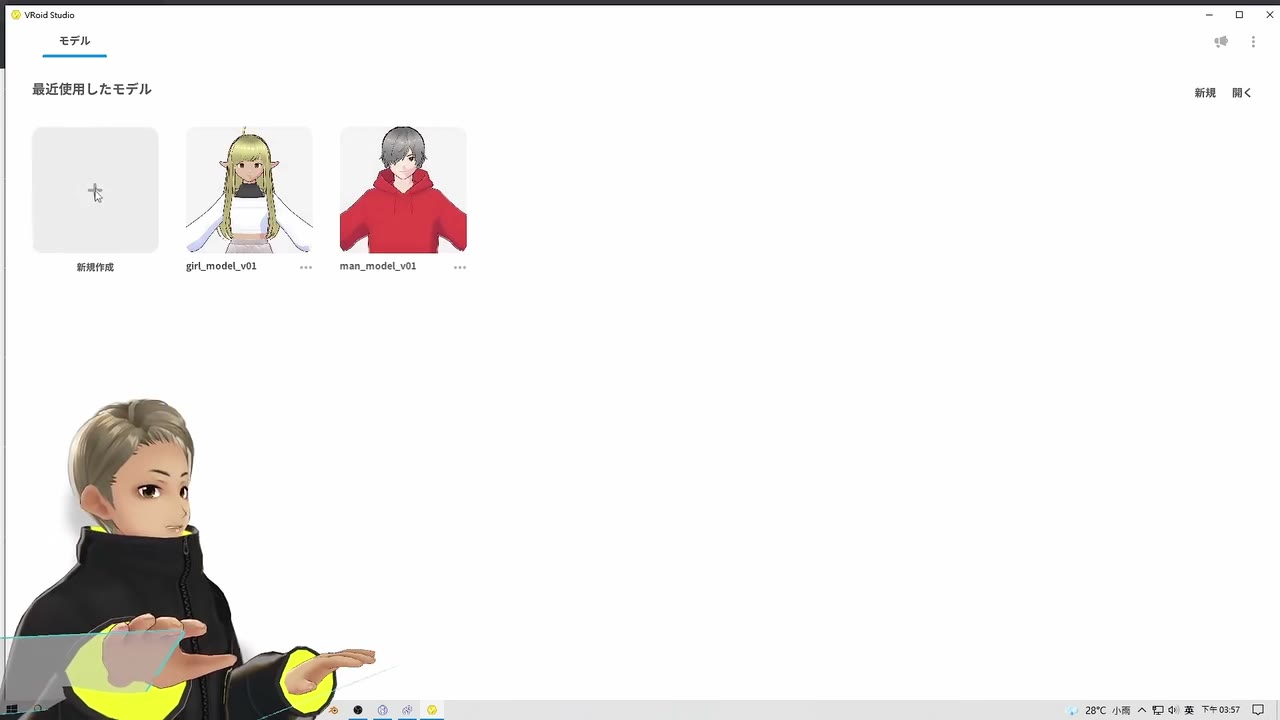 VRoid Studio
モデル
最近使用したモデル
新規 開く
新規作成
girl_model_v01
man_model_v01
28°C 小雨
英
下午 03:57